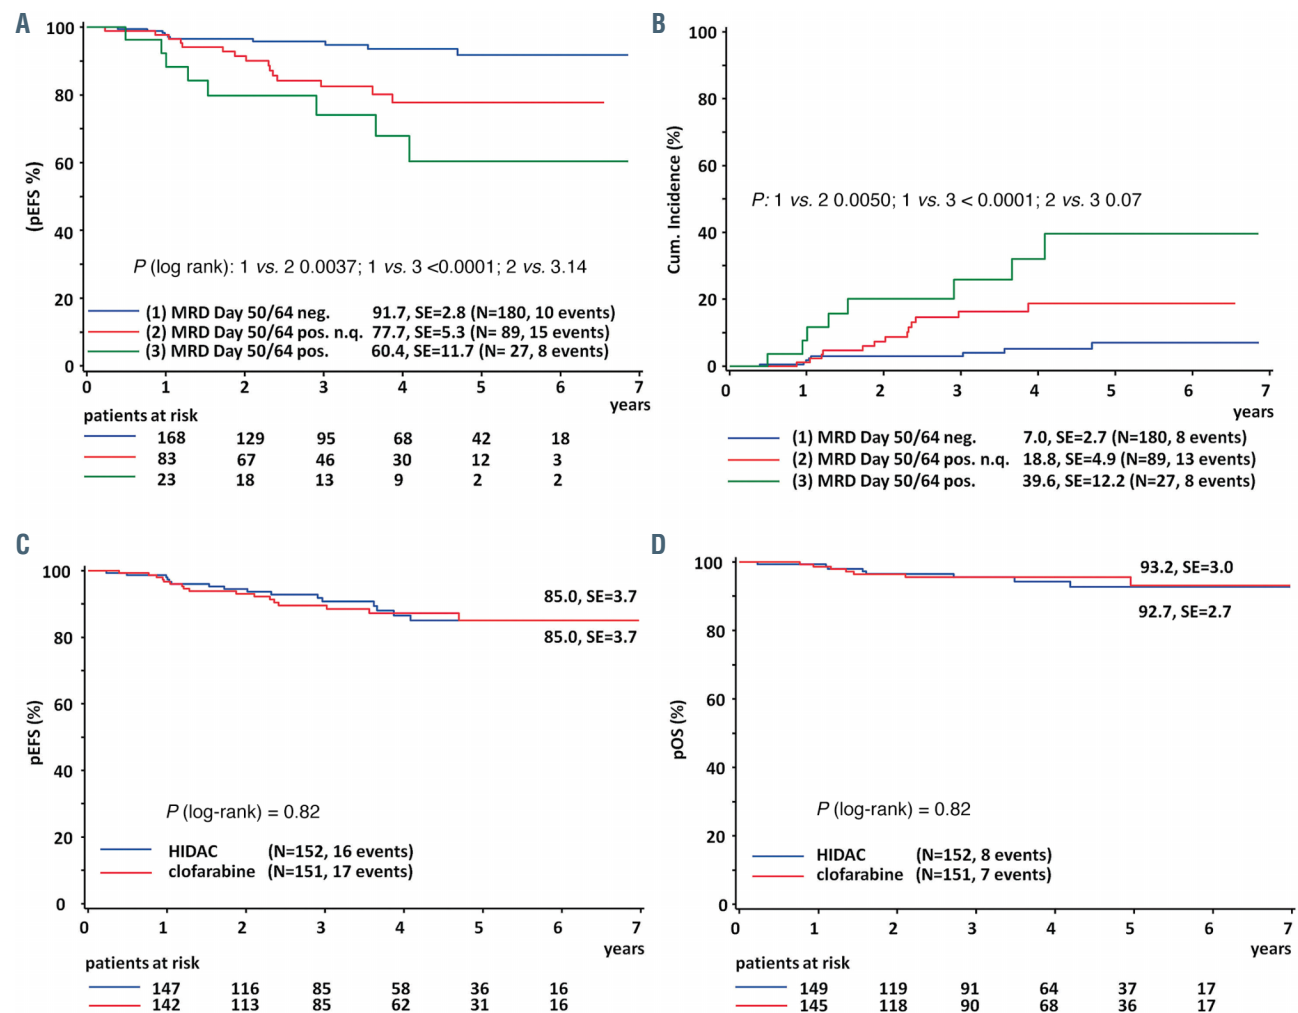 A
100
80
60
40
20
0
(pEFS %)
P (log rank): 1 vs. 2 0.0037; 1 vs. 3 <0.0001; 2 vs. 3.14
(1) MRD Day 50/64 neg. 91.7, SE=2.8 (N=180, 10 events)
(2) MRD Day 50/64 pos. n.q. 77.7, SE=5.3 (N= 89, 15 events)
(3) MRD Day 50/64 pos. 60.4, SE=11.7 (N= 27, 8 events)
0 1 2 3 4 5 6 7
years
patients at risk
168 129 95 68 42 18
83 67 46 30 12 3
23 18 13 9 2 2
B
100
80
60
40
20
0
Cum. Incidence (%)
P: 1 vs. 2 0.0050; 1 vs. 3 < 0.0001; 2 vs. 3 0.07
0 1 2 3 4 5 6 7
years
(1) MRD Day 50/64 neg. 7.0, SE=2.7 (N=180, 8 events)
(2) MRD Day 50/64 pos. n.q. 18.8, SE=4.9 (N=89, 13 events)
(3) MRD Day 50/64 pos. 39.6, SE=12.2 (N=27, 8 events)
C
100
80
60
40
20
0
pEFS (%)
85.0, SE=3.7
85.0, SE=3.7
P (log-rank) = 0.82
HIDAC (N=152, 16 events)
clofarabine (N=151, 17 events)
0 1 2 3 4 5 6 7
years
patients at risk
147 116 85 58 36 16
142 113 85 62 31 16
D
100
80
60
40
20
0
pOS (%)
93.2, SE=3.0
92.7, SE=2.7
P (log-rank) = 0.82
HIDAC (N=152, 8 events)
clofarabine (N=151, 7 events)
0 1 2 3 4 5 6 7
years
patients at risk
149 119 91 64 37 17
145 118 90 68 36 17